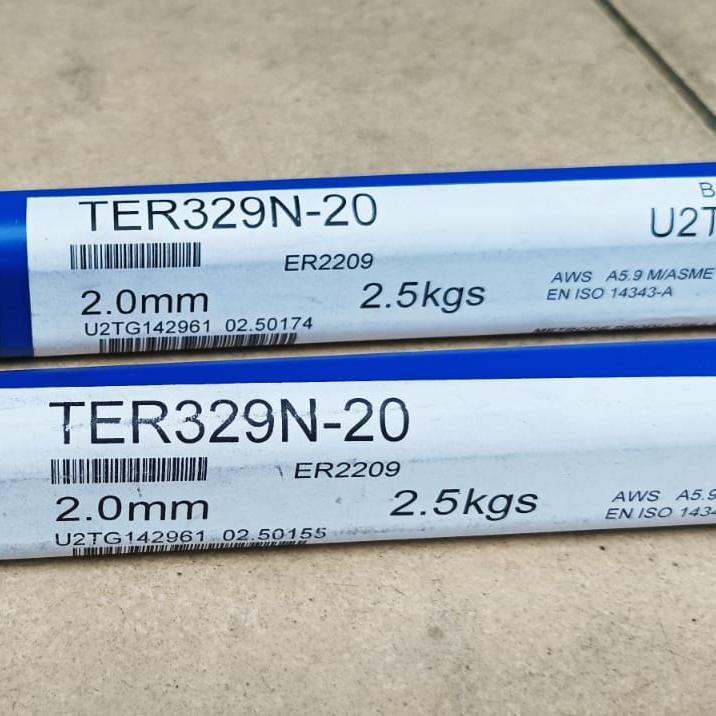 TER329N-20
B
U2T
ER2209
AWS A5.9 M/ASME
2.0mm
2.5kgs
EN ISO 14343-A
U2TG142961 02.50174
TER329N-20
ER2209
2.0mm
2.5kgs
AWS A5.9
EN ISO 1434
U2TG142961 02.50155